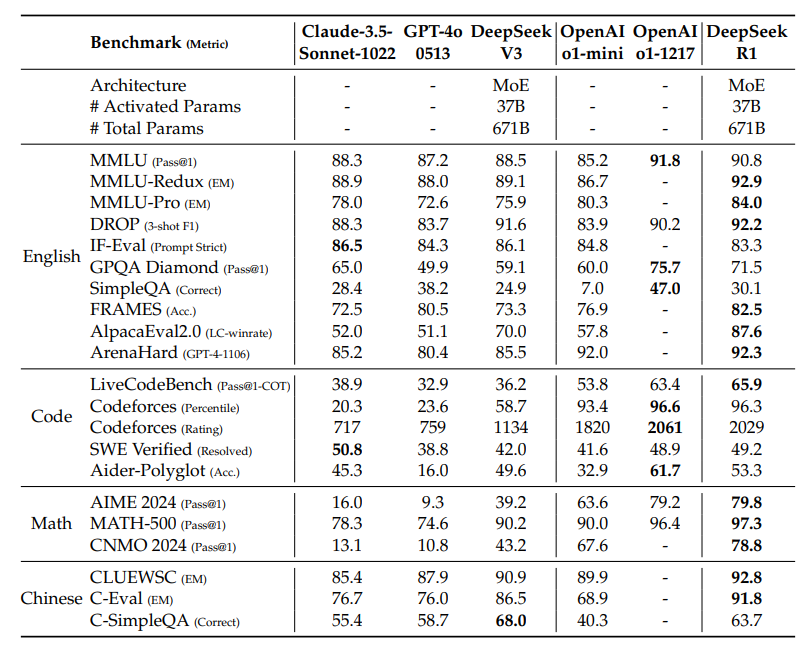 Benchmark (Metric) Claude-3.5-Sonnet-1022 GPT-4o 0513 DeepSeek V3 OpenAI o1-mini OpenAI o1-1217 DeepSeek R1
Architecture - - MoE - - MoE
# Activated Params - - 37B - - 37B
# Total Params - - 671B - - 671B
English
MMLU (Pass@1) 88.3 87.2 88.5 85.2 91.8 90.8
MMLU-Redux (EM) 88.9 88.0 89.1 86.7 - 92.9
MMLU-Pro (EM) 78.0 72.6 75.9 80.3 - 84.0
DROP (3-shot F1) 88.3 83.7 91.6 83.9 90.2 92.2
IF-Eval (Prompt Strict) 86.5 84.3 86.1 84.8 - 83.3
GPQA Diamond (Pass@1) 65.0 49.9 59.1 60.0 75.7 71.5
SimpleQA (Correct) 28.4 38.2 24.9 7.0 47.0 30.1
FRAMES (Acc.) 72.5 80.5 73.3 76.9 - 82.5
AlpacaEval2.0 (LC-winrate) 52.0 51.1 70.0 57.8 - 87.6
ArenaHard (GPT-4-1106) 85.2 80.4 85.5 92.0 - 92.3
Code
LiveCodeBench (Pass@1-COT) 38.9 32.9 36.2 53.8 63.4 65.9
Codeforces (Percentile) 20.3 23.6 58.7 93.4 96.6 96.3
Codeforces (Rating) 717 759 1134 1820 2061 2029
SWE Verified (Resolved) 50.8 38.8 42.0 41.6 48.9 49.2
Aider-Polyglot (Acc.) 45.3 16.0 49.6 32.9 61.7 53.3
Math
AIME 2024 (Pass@1) 16.0 9.3 39.2 63.6 79.2 79.8
MATH-500 (Pass@1) 78.3 74.6 90.2 90.0 96.4 97.3
CNMO 2024 (Pass@1) 13.1 10.8 43.2 67.6 - 78.8
Chinese
CLUEWSC (EM) 85.4 87.9 90.9 89.9 - 92.8
C-Eval (EM) 76.7 76.0 86.5 68.9 - 91.8
C-SimpleQA (Correct) 55.4 58.7 68.0 40.3 - 63.7